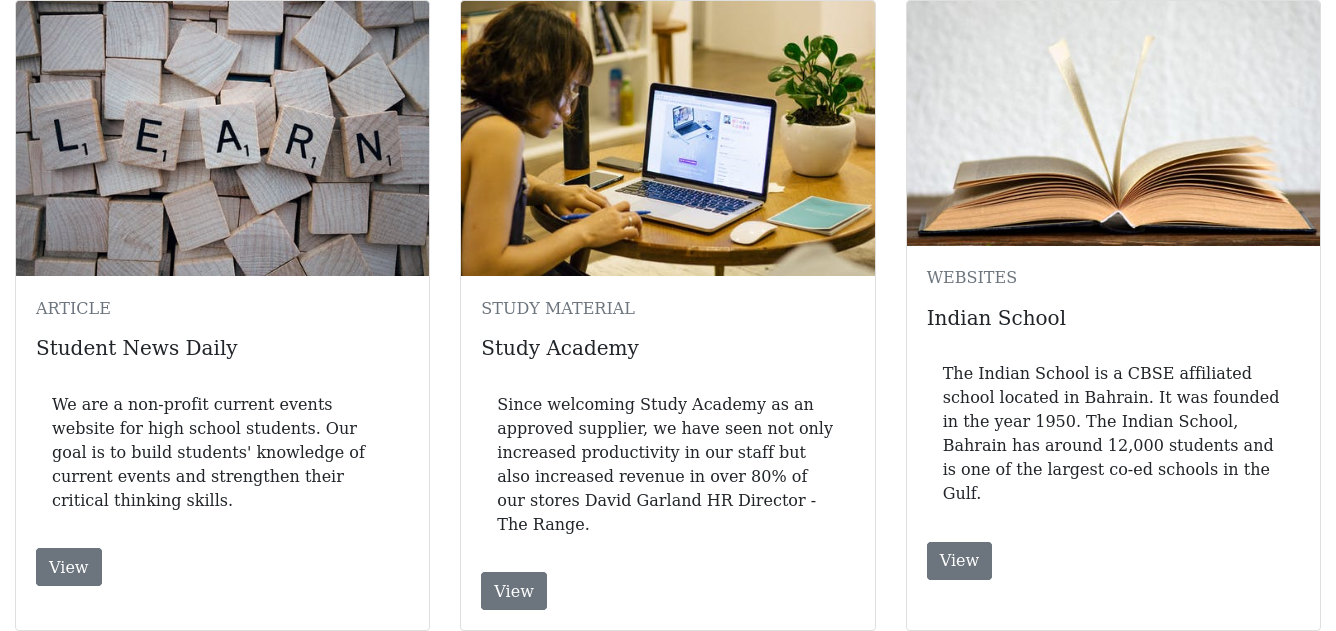 L1 E1 A1 R1 N1
ARTICLE
Student News Daily
We are a non-profit current events
website for high school students. Our
goal is to build students' knowledge of
current events and strengthen their
critical thinking skills.
View
STUDY MATERIAL
Study Academy
Since welcoming Study Academy as an
approved supplier, we have seen not only
increased productivity in our staff but
also increased revenue in over 80% of
our stores David Garland HR Director -
The Range.
View
WEBSITES
Indian School
The Indian School is a CBSE affiliated
school located in Bahrain. It was founded
in the year 1950. The Indian School,
Bahrain has around 12,000 students and
is one of the largest co-ed schools in the
Gulf.
View